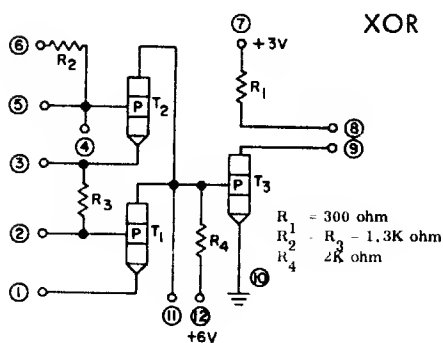 XOR
⑥
R2
⑤
④
P
T2
③
R3
②
P
T1
①
⑦
+3V
R1
⑧
⑨
P
T3
R4
⑩
⑪
⑫
+6V
R1 = 300 ohm
R2 - R3 - 1,3K ohm
R4 2K ohm